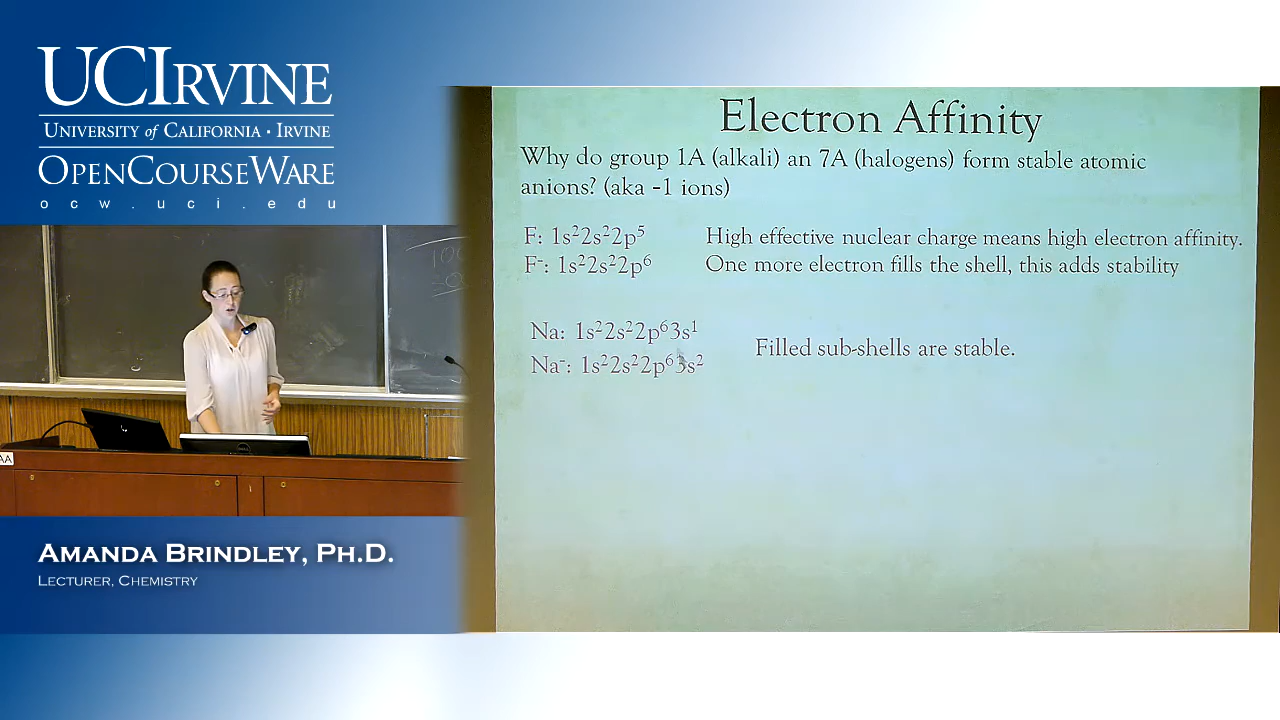 UCIRVINE
UNIVERSITY of CALIFORNIA · IRVINE
OPENCOURSEWARE
ocw.uci.edu
Electron Affinity
Why do group 1A (alkali) an 7A (halogens) form stable atomic
anions? (aka -1 ions)
F: 1s²2s²2p⁵
High effective nuclear charge means high electron affinity.
F⁻: 1s²2s²2p⁶
One more electron fills the shell, this adds stability
Na: 1s²2s²2p⁶3s¹
Filled sub-shells are stable.
Na⁻: 1s²2s²2p⁶3s²
AMANDA BRINDLEY, PH.D.
LECTURER, CHEMISTRY